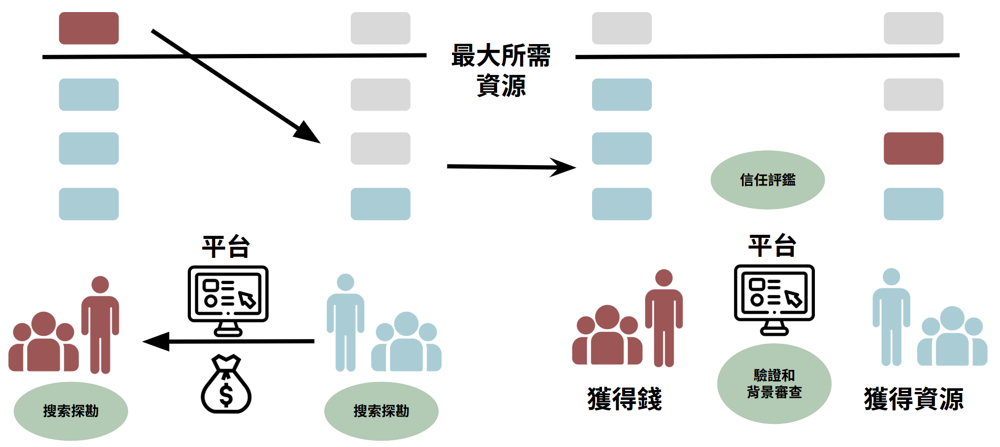 最大所需
資源
信任評鑑
平台
平台
驗證和
背景審查
獲得錢
獲得資源
搜索探勘
搜索探勘
$